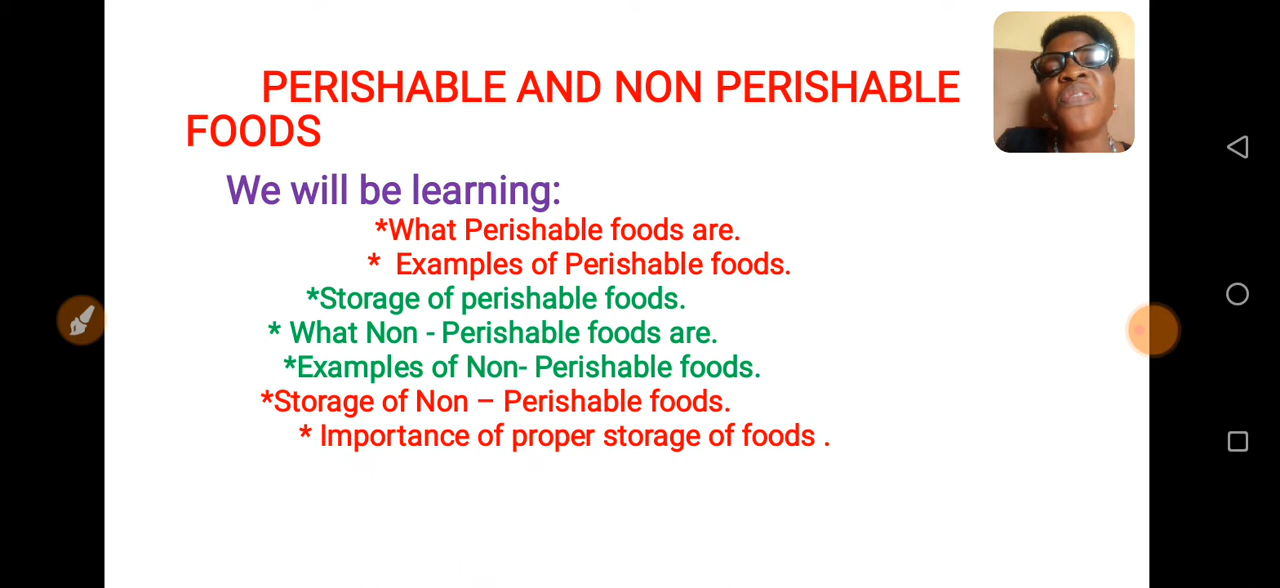 PERISHABLE AND NON PERISHABLE
FOODS
We will be learning:
*What Perishable foods are.
* Examples of Perishable foods.
*Storage of perishable foods.
* What Non - Perishable foods are.
*Examples of Non- Perishable foods.
*Storage of Non – Perishable foods.
* Importance of proper storage of foods .